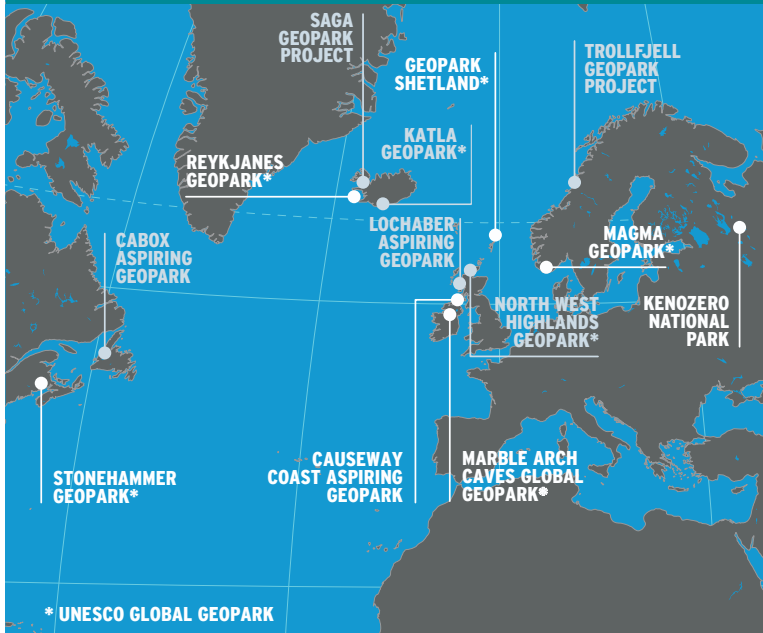 SAGA
GEOPARK
PROJECT
GEOPARK
SHETLAND*
TROLLFJELL
GEOPARK
PROJECT
KATLA
GEOPARK*
REYKJANES
GEOPARK*
LOCHABER
ASPIRING
GEOPARK
MAGMA
GEOPARK*
CABOX
ASPIRING
GEOPARK
NORTH WEST
HIGHLANDS
GEOPARK*
KENOZERO
NATIONAL
PARK
STONEHAMMER
GEOPARK*
CAUSEWAY
COAST ASPIRING
GEOPARK
MARBLE ARCH
CAVES GLOBAL
GEOPARK*
* UNESCO GLOBAL GEOPARK